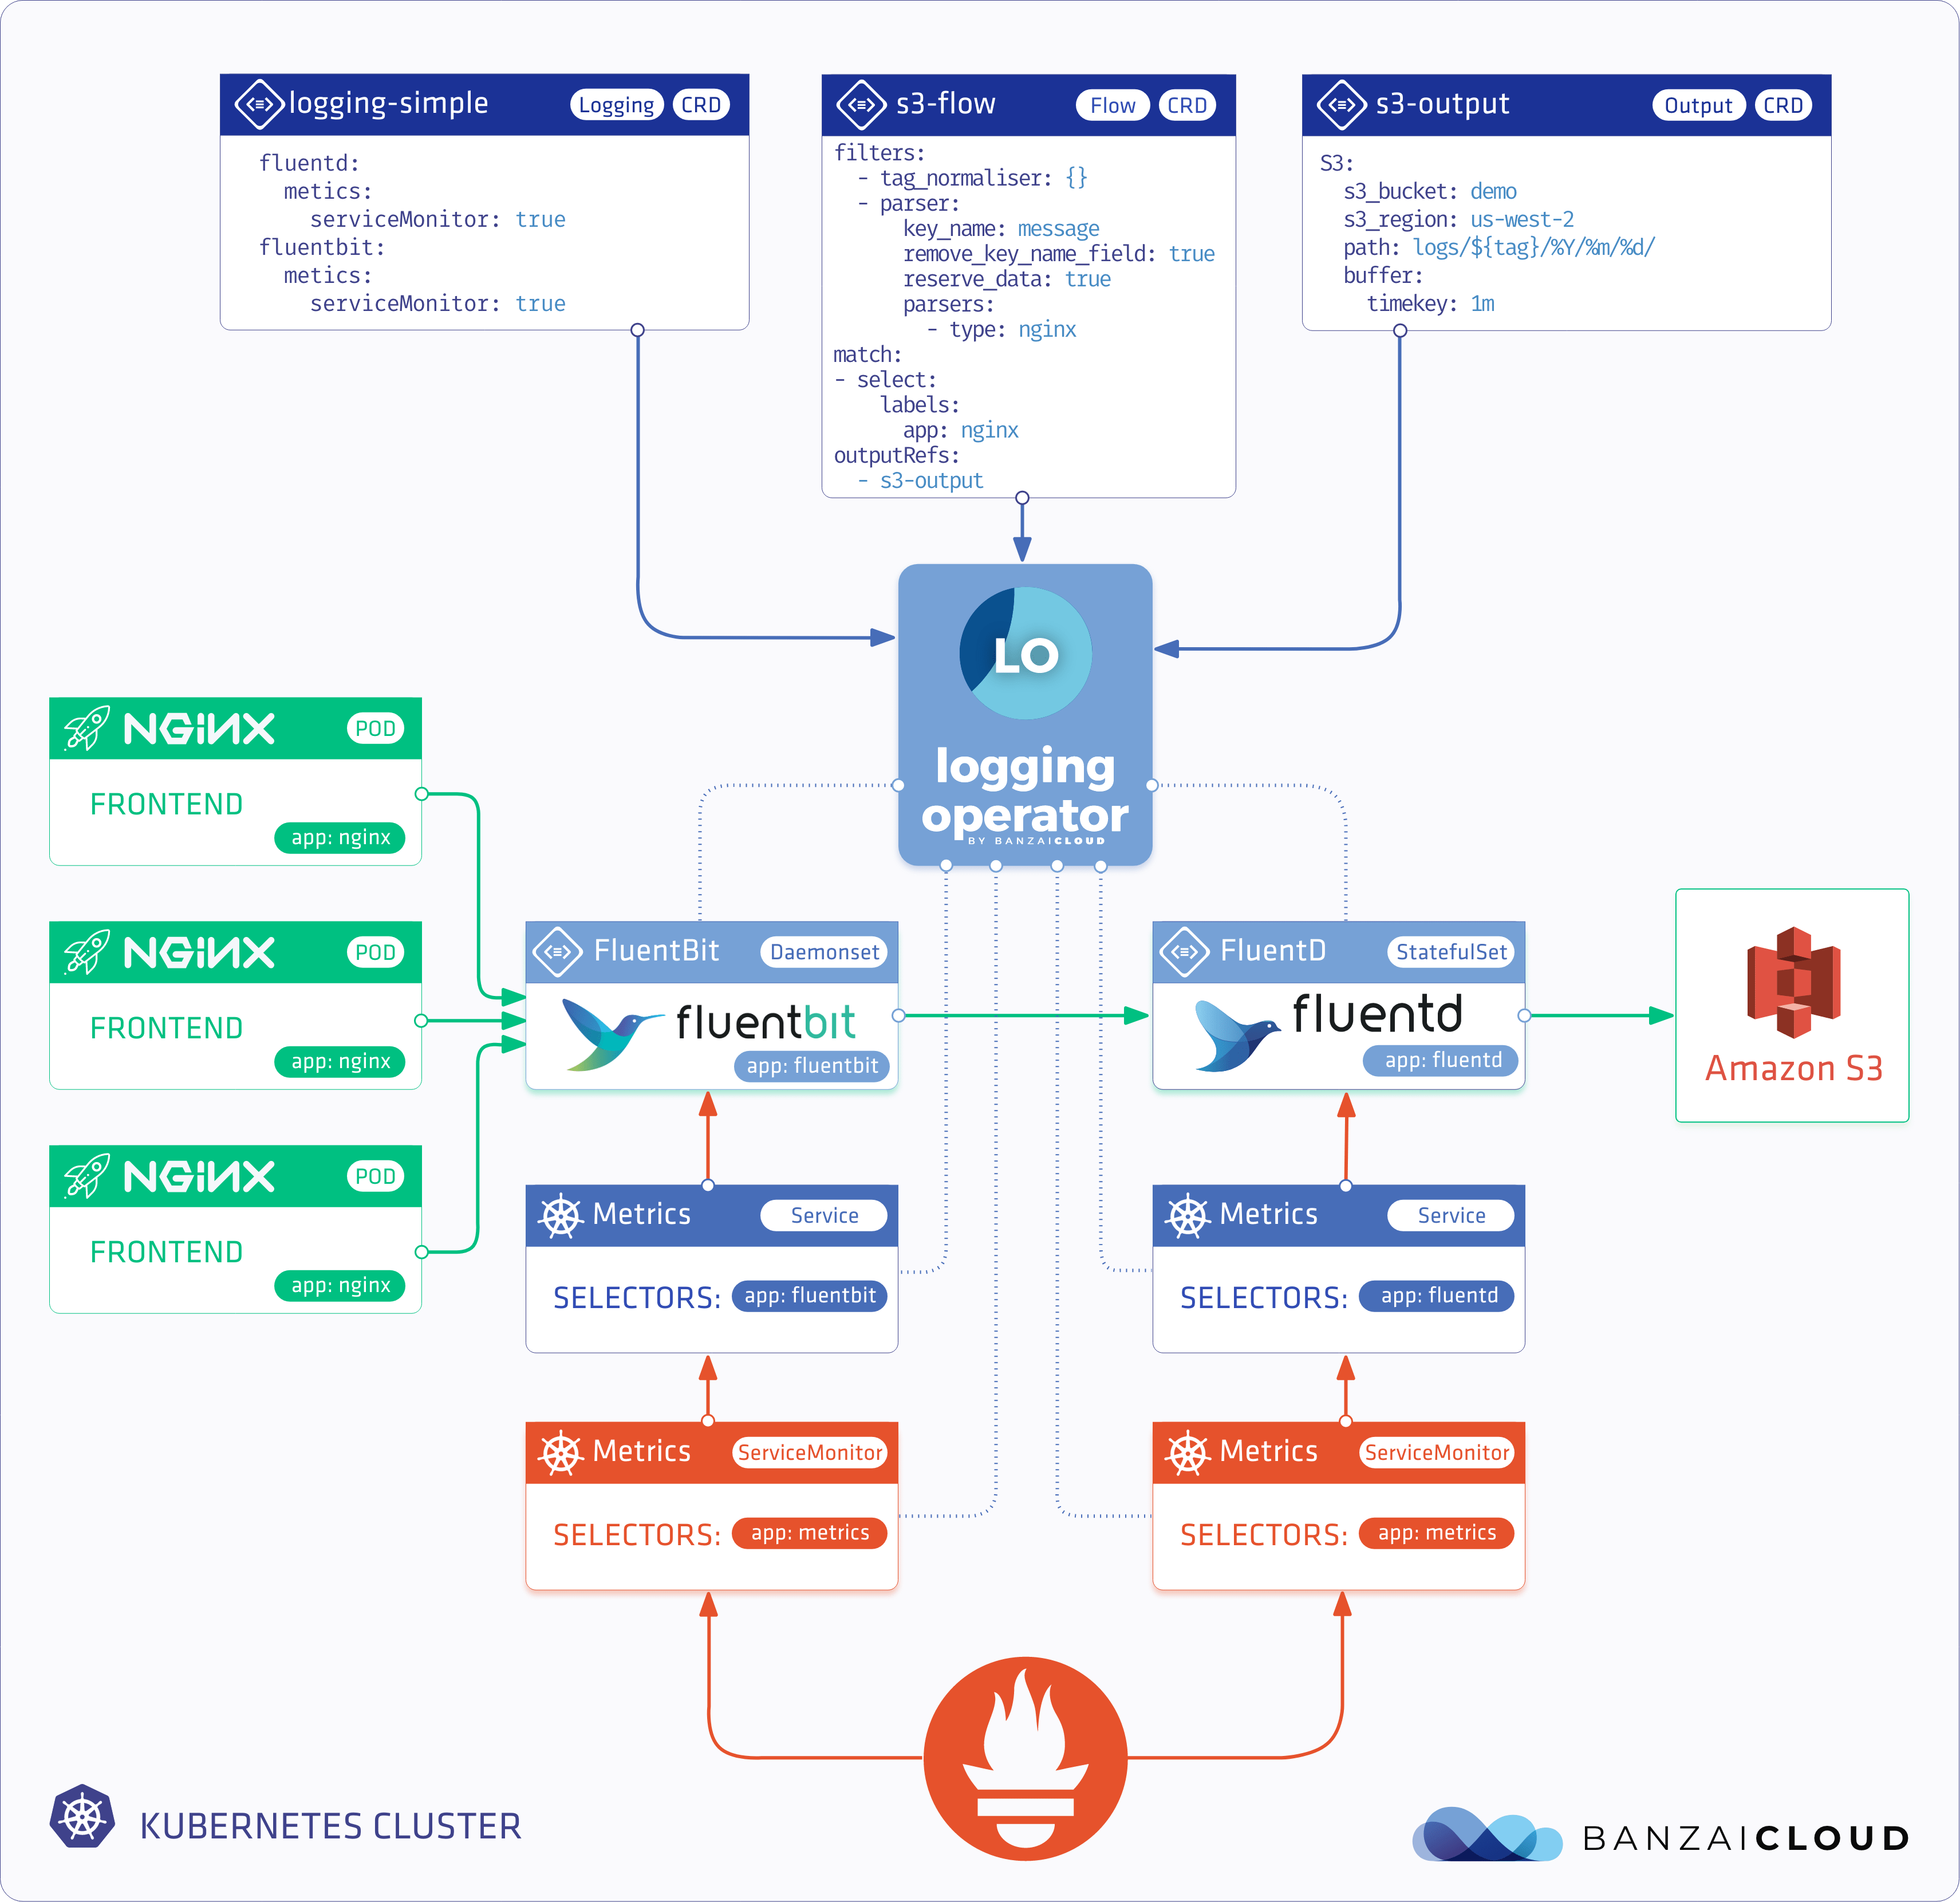 logging-simple Logging CRD
fluentd:
metics:
serviceMonitor: true
fluentbit:
metics:
serviceMonitor: true
s3-flow Flow CRD
filters:
- tag_normaliser: {}
- parser:
key_name: message
remove_key_name_field: true
reserve_data: true
parsers:
- type: nginx
match:
- select:
labels:
app: nginx
outputRefs:
- s3-output
s3-output Output CRD
S3:
s3_bucket: demo
s3_region: us-west-2
path: logs/${tag}/%Y/%m/%d/
buffer:
timekey: 1m
LO
logging
operator
BY BANZAICLOUD
NGINX POD
FRONTEND
app: nginx
NGINX POD
FRONTEND
app: nginx
NGINX POD
FRONTEND
app: nginx
FluentBit Daemonset
fluentbit
app: fluentbit
FluentD StatefulSet
fluentd
app: fluentd
Amazon S3
Metrics Service
SELECTORS: app: fluentbit
Metrics Service
SELECTORS: app: fluentd
Metrics ServiceMonitor
SELECTORS: app: metrics
Metrics ServiceMonitor
SELECTORS: app: metrics
KUBERNETES CLUSTER
BANZAICLOUD